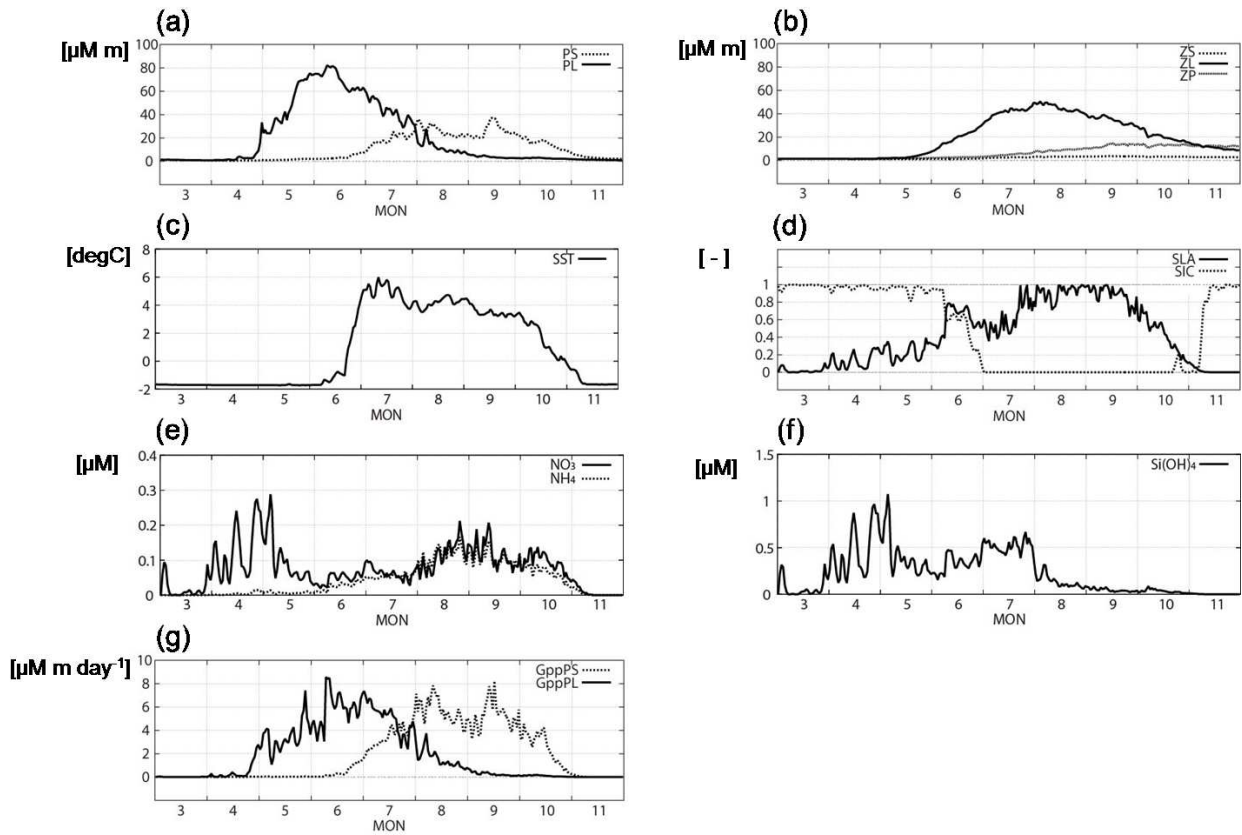 (a)
[µM m]
100
80
60
40
20
0
PS
PL
3 4 5 6 7 8 9 10 11
MON
(b)
[µM m]
100
80
60
40
20
0
ZS
ZL
ZP
3 4 5 6 7 8 9 10 11
MON
(c)
[degC]
8
6
4
2
0
-2
SST
3 4 5 6 7 8 9 10 11
MON
(d)
[ - ]
1
0.8
0.6
0.4
0.2
0
SLA
SIC
3 4 5 6 7 8 9 10 11
MON
(e)
[µM]
0.4
0.3
0.2
0.1
0
NO₃
NH₄
3 4 5 6 7 8 9 10 11
MON
(f)
[µM]
1.5
1
0.5
0
Si(OH)₄
3 4 5 6 7 8 9 10 11
MON
(g)
[µM m day⁻¹]
10
8
6
4
2
0
GppPS
GppPL
3 4 5 6 7 8 9 10 11
MON